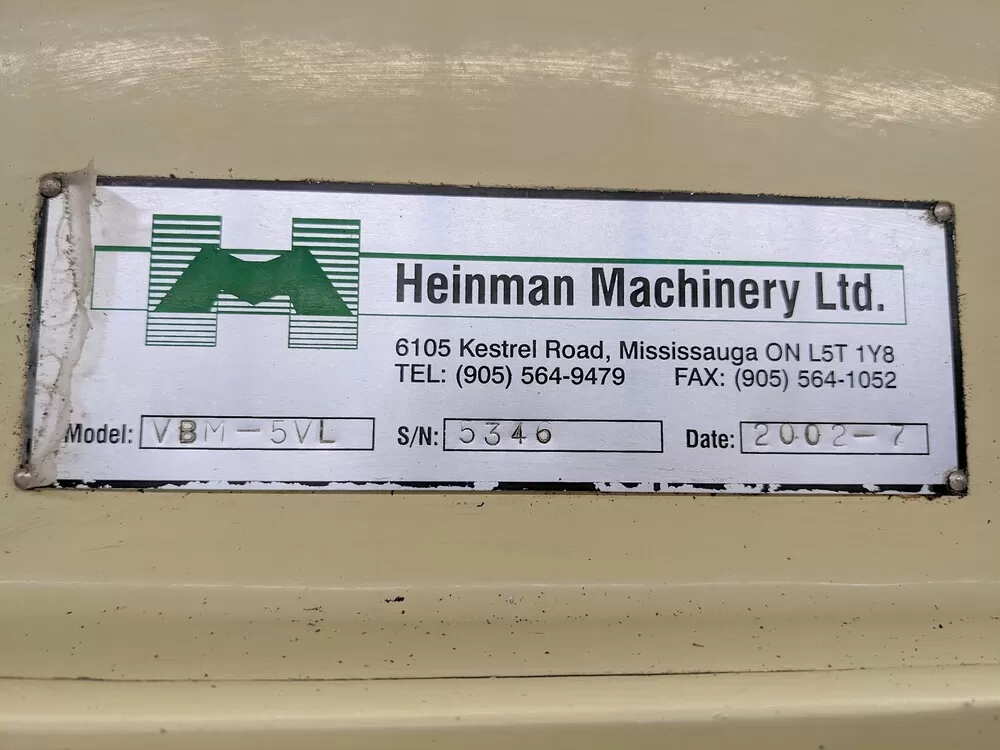 Heinman Machinery Ltd.
6105 Kestrel Road, Mississauga ON L5T 1Y8
TEL: (905) 564-9479 FAX: (905) 564-1052
Model: VBM-5VL S/N: 5346 Date: 2002-7